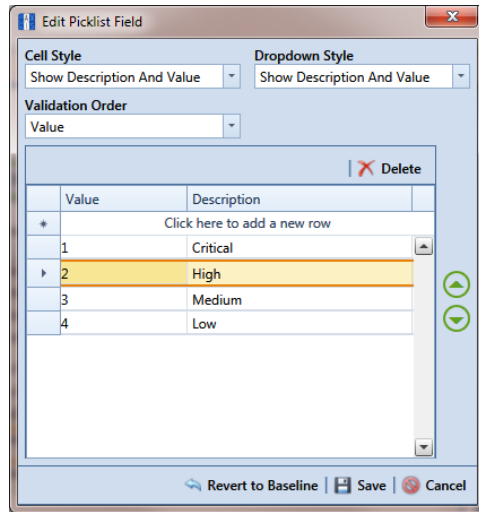 Edit Picklist Field
Cell Style Dropdown Style
Show Description And Value Show Description And Value
Validation Order
Value
Delete
Value Description
Click here to add a new row
1 Critical
2 High
3 Medium
4 Low
Revert to Baseline | Save | Cancel